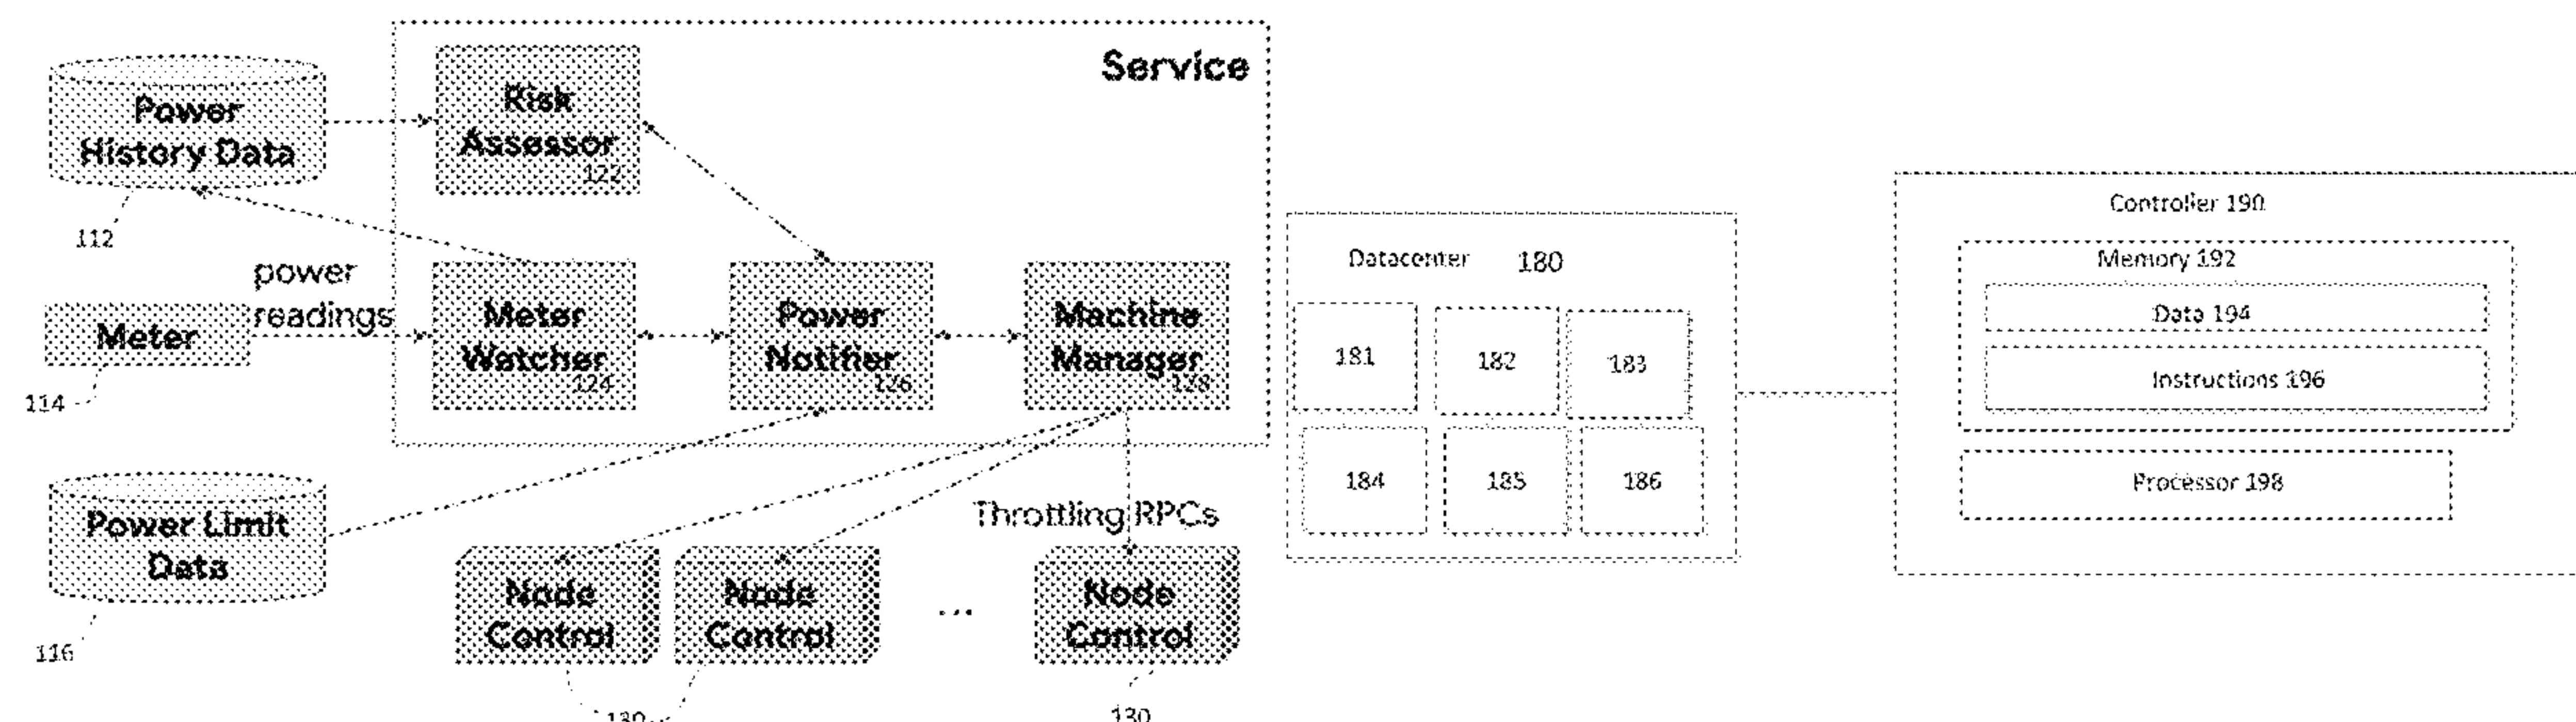 Service
Power
History Data
112
Risk
Assessor
122
power
readings
Meter
114
Meter
Watcher
124
Power
Notifier
126
Machine
Manager
128
Power Limit
Data
116
Throttling RPCs
Node
Control
Node
Control
...
Node
Control
130
130
Datacenter 180
181
182
183
184
185
186
Controller 190
Memory 192
Data 194
Instructions 196
Processor 198